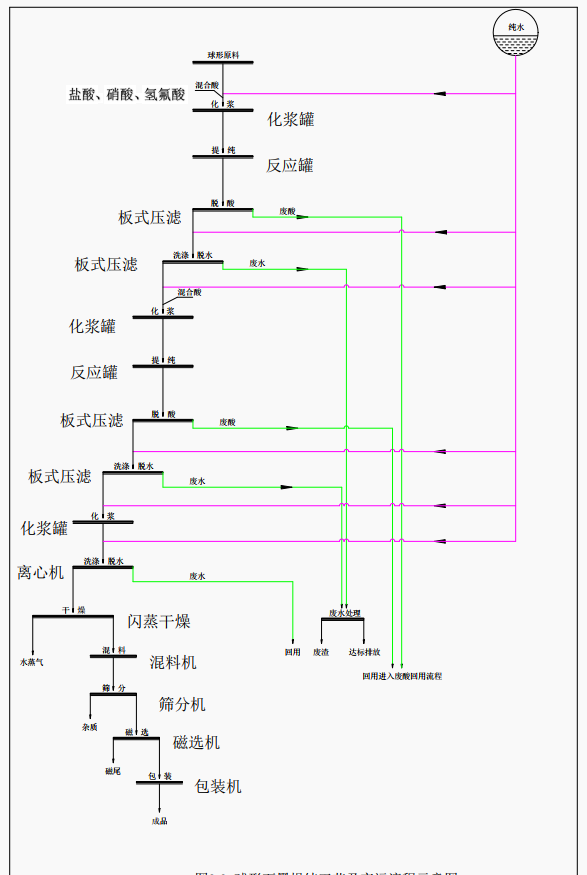 纯水
球形原料
混合酸
盐酸、硝酸、氢氟酸
化 浆
化浆罐
提 纯
反应罐
脱 酸
废酸
板式压滤
洗涤 脱水
废水
板式压滤
混合酸
化 浆
化浆罐
提 纯
反应罐
脱 酸
废酸
板式压滤
洗涤 脱水
废水
板式压滤
化 浆
化浆罐
洗涤 脱水
离心机
废水
干 燥
闪蒸干燥
废水处理
水蒸气
混 料
混料机
回用
废渣
达标排放
回用进入废酸回用流程
筛 分
筛分机
杂质
磁 选
磁选机
磁尾
包 装
包装机
成品